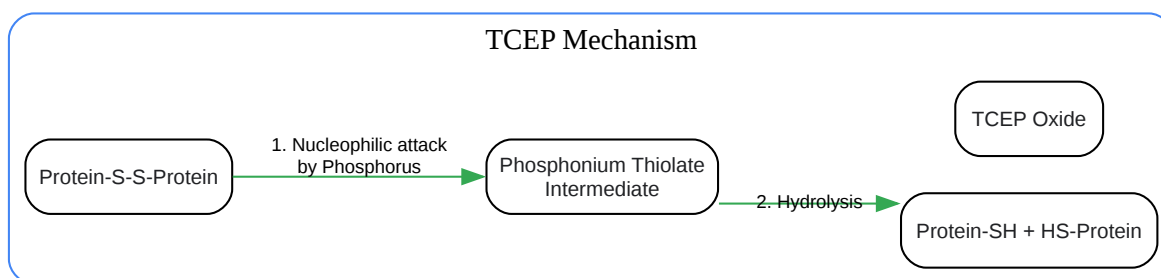 TCEP Mechanism
Protein-S-S-Protein
1. Nucleophilic attack
by Phosphorus
Phosphonium Thiolate
Intermediate
2. Hydrolysis
TCEP Oxide
Protein-SH + HS-Protein